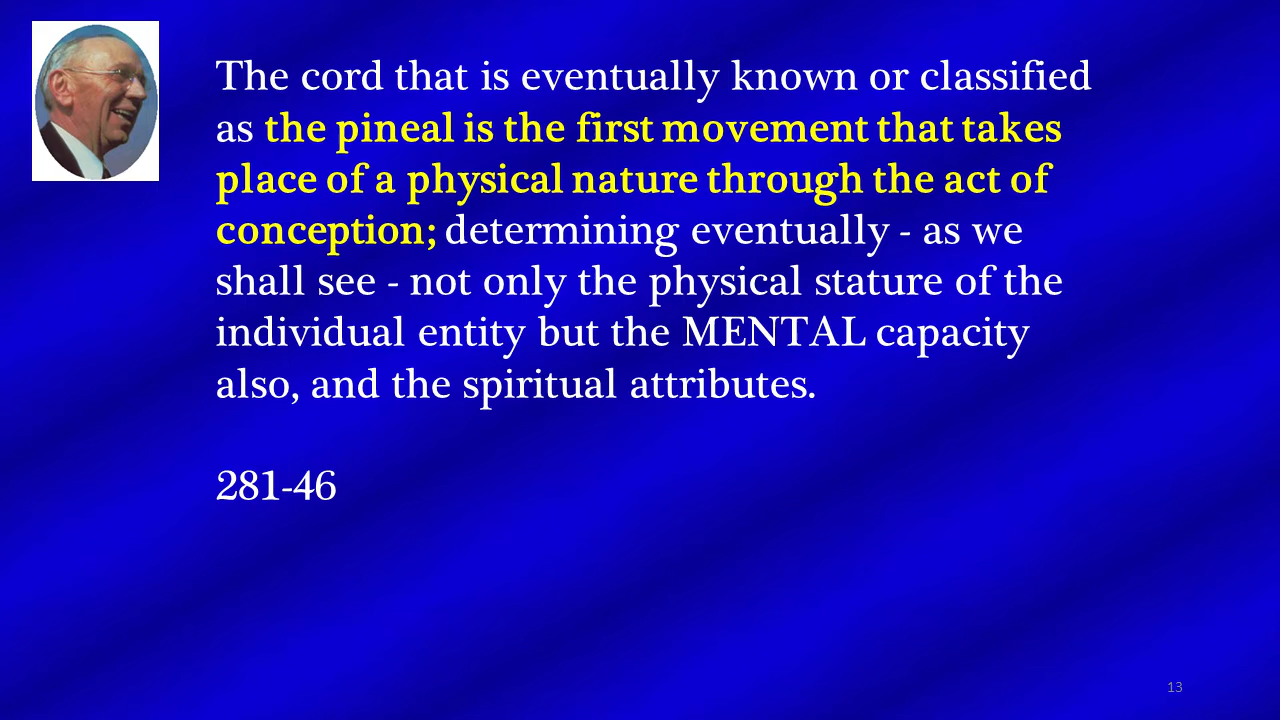 The cord that is eventually known or classified
as the pineal is the first movement that takes
place of a physical nature through the act of
conception; determining eventually - as we
shall see - not only the physical stature of the
individual entity but the MENTAL capacity
also, and the spiritual attributes.
281-46
13